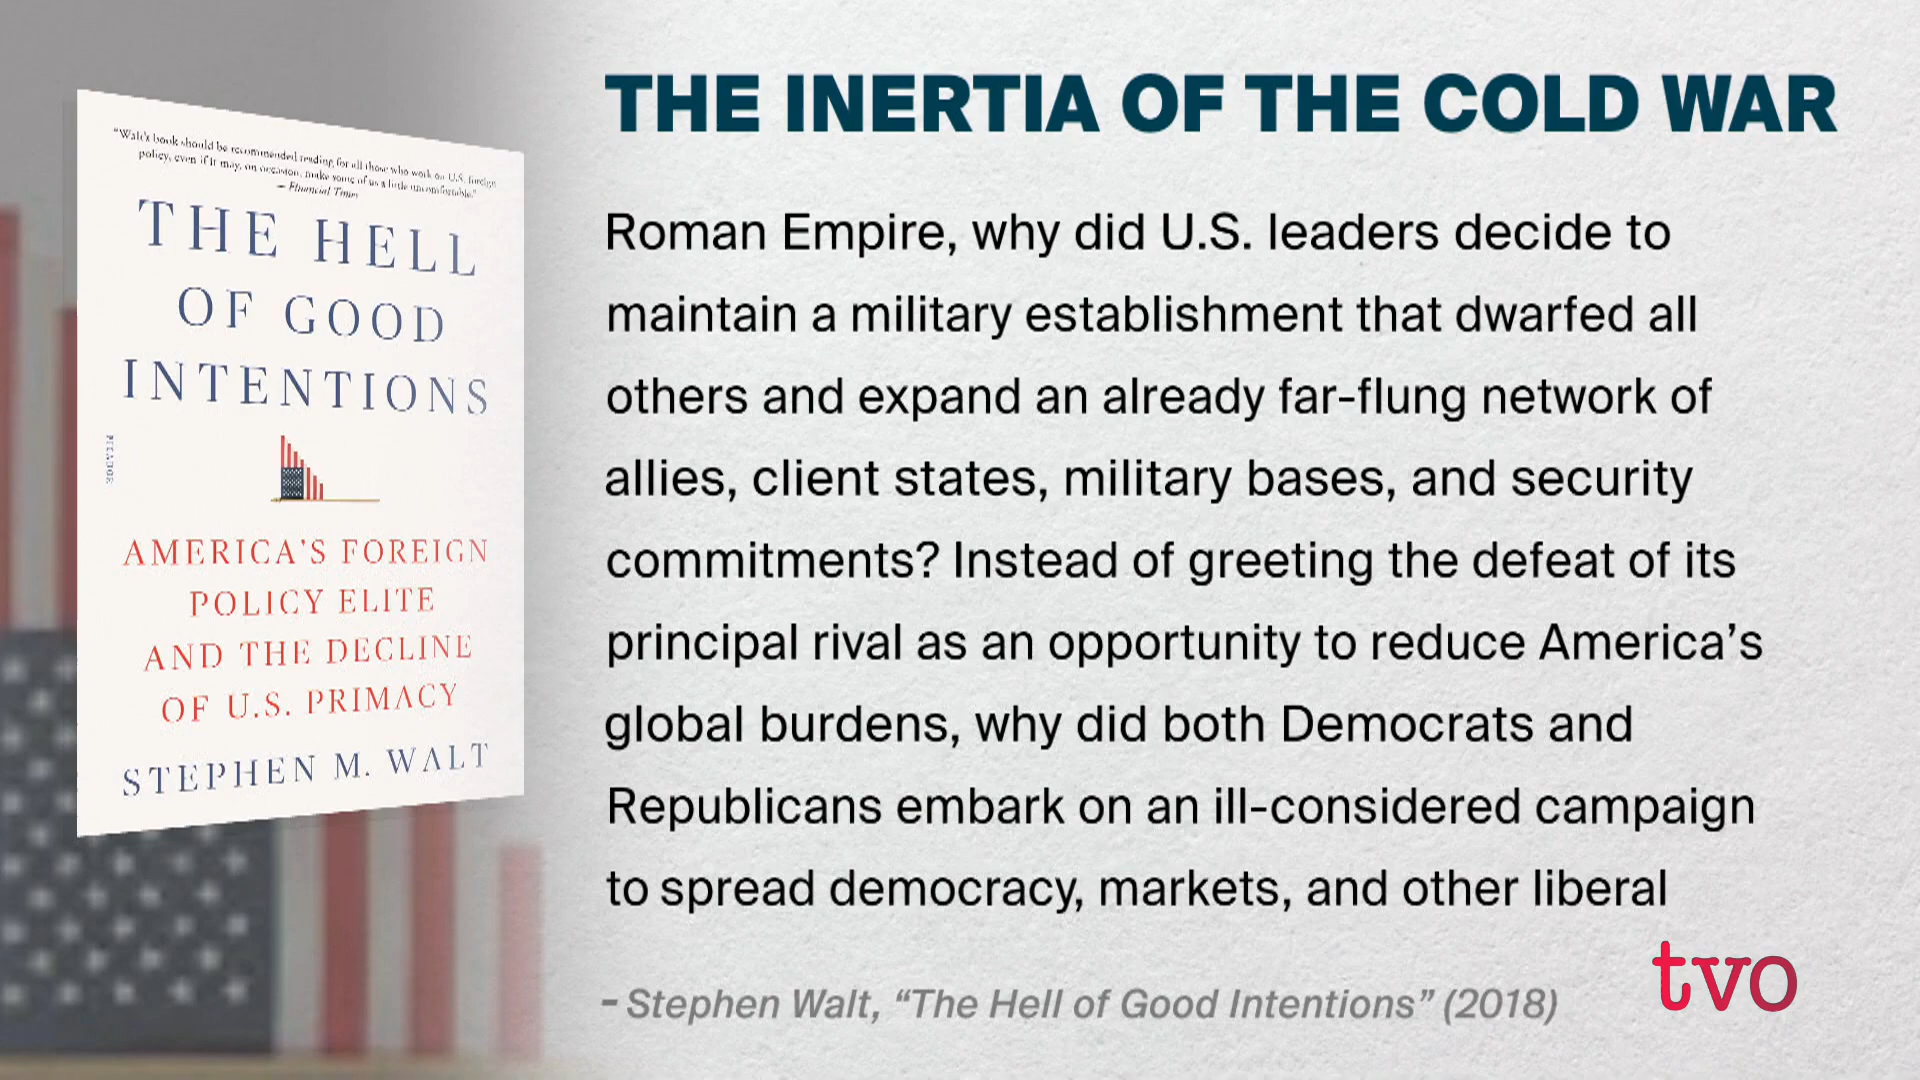 THE INERTIA OF THE COLD WAR
Roman Empire, why did U.S. leaders decide to
maintain a military establishment that dwarfed all
others and expand an already far-flung network of
allies, client states, military bases, and security
commitments? Instead of greeting the defeat of its
principal rival as an opportunity to reduce America’s
global burdens, why did both Democrats and
Republicans embark on an ill-considered campaign
to spread democracy, markets, and other liberal
– Stephen Walt, “The Hell of Good Intentions” (2018)
tvo
“Walt’s book should be recommended reading for all those who work on U.S. foreign
policy, even if it may, on occasion, make some of us a little uncomfortable.”
– Financial Times
THE HELL
OF GOOD
INTENTIONS
PICADOR
AMERICA’S FOREIGN
POLICY ELITE
AND THE DECLINE
OF U.S. PRIMACY
STEPHEN M. WALT